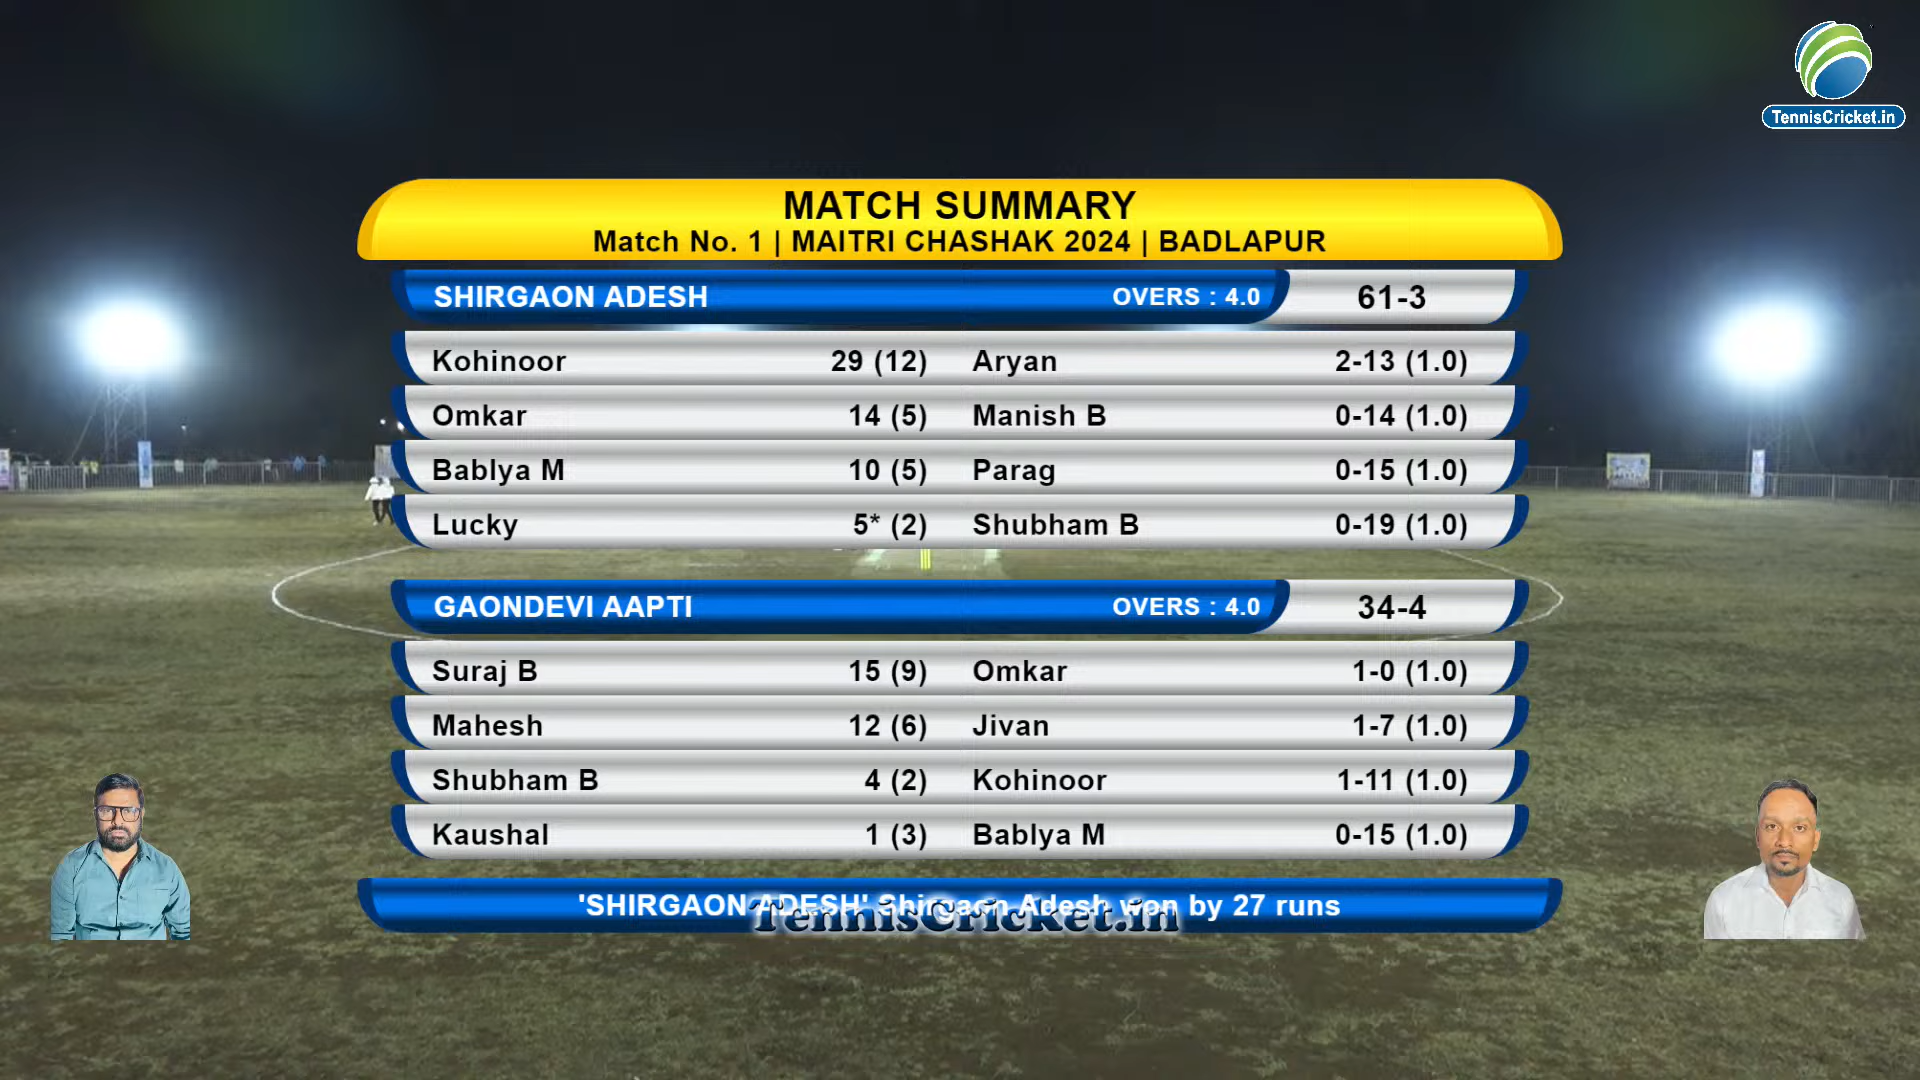 TennisCricket.in
MATCH SUMMARY
Match No. 1 | MAITRI CHASHAK 2024 | BADLAPUR
SHIRGAON ADESH OVERS : 4.0 61-3
Kohinoor 29 (12) Aryan 2-13 (1.0)
Omkar 14 (5) Manish B 0-14 (1.0)
Bablya M 10 (5) Parag 0-15 (1.0)
Lucky 5* (2) Shubham B 0-19 (1.0)
GAONDEVI AAPTI OVERS : 4.0 34-4
Suraj B 15 (9) Omkar 1-0 (1.0)
Mahesh 12 (6) Jivan 1-7 (1.0)
Shubham B 4 (2) Kohinoor 1-11 (1.0)
Kaushal 1 (3) Bablya M 0-15 (1.0)
'SHIRGAON ADESH' Shirgaon Adesh won by 27 runs
TennisCricket.in